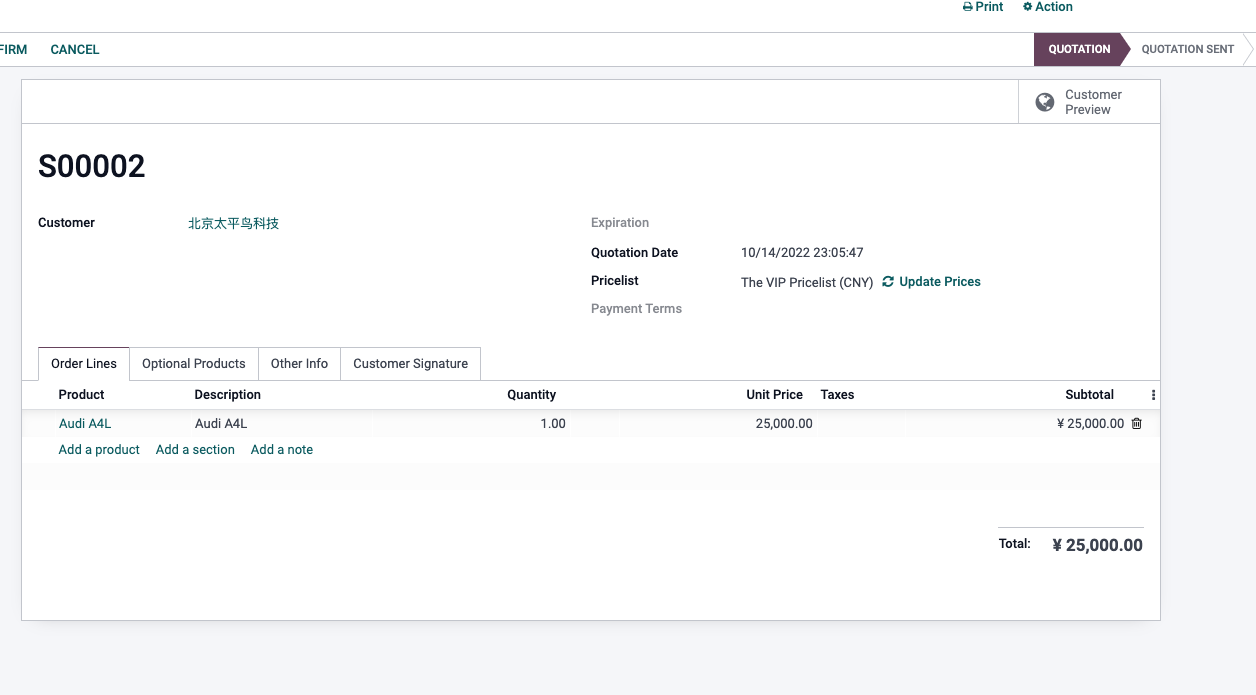 Print Action
FIRM CANCEL QUOTATION QUOTATION SENT
Customer
Preview
S00002
Customer 北京太平鸟科技 Expiration
Quotation Date 10/14/2022 23:05:47
Pricelist The VIP Pricelist (CNY) Update Prices
Payment Terms
Order Lines Optional Products Other Info Customer Signature
Product Description Quantity Unit Price Taxes Subtotal
Audi A4L Audi A4L 1.00 25,000.00 ¥ 25,000.00
Add a product Add a section Add a note
Total: ¥ 25,000.00